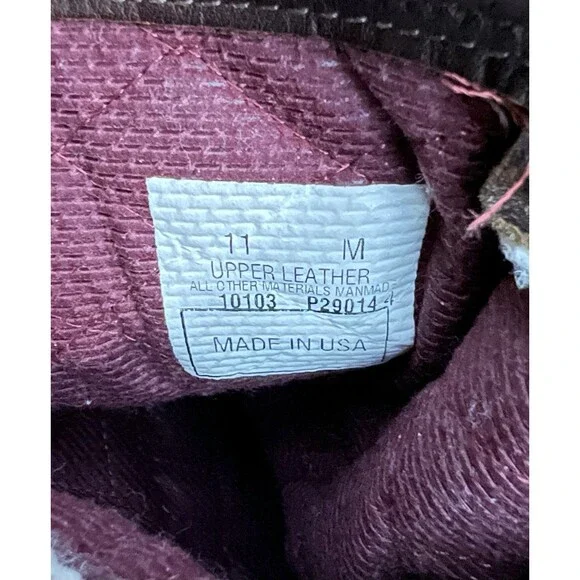 11 M
UPPER LEATHER
ALL OTHER MATERIALS MANMADE
10103 P29014 4
MADE IN USA